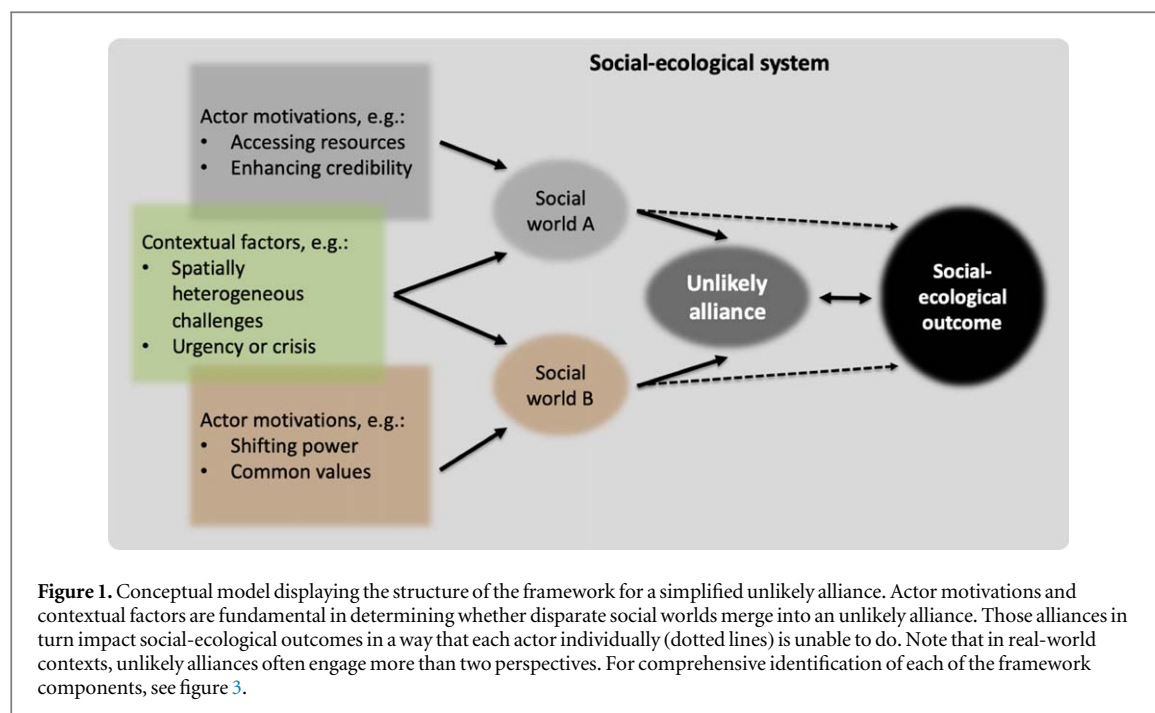 Social-ecological system
Actor motivations, e.g.:
• Accessing resources
• Enhancing credibility
Contextual factors, e.g.:
• Spatially
heterogeneous
challenges
• Urgency or crisis
Actor motivations, e.g.:
• Shifting power
• Common values
Social
world A
Social
world B
Unlikely
alliance
Social-
ecological
outcome
Figure 1. Conceptual model displaying the structure of the framework for a simplified unlikely alliance. Actor motivations and
contextual factors are fundamental in determining whether disparate social worlds merge into an unlikely alliance. Those alliances in
turn impact social-ecological outcomes in a way that each actor individually (dotted lines) is unable to do. Note that in real-world
contexts, unlikely alliances often engage more than two perspectives. For comprehensive identification of each of the framework
components, see figure 3.